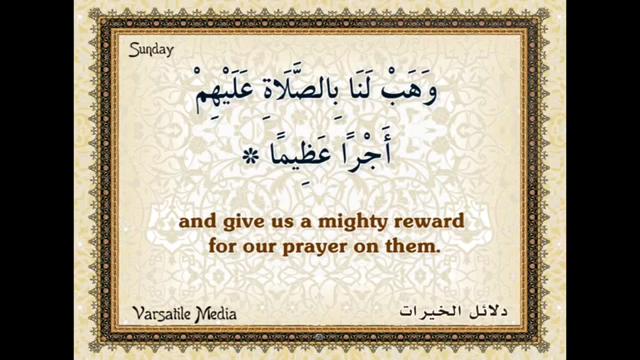 Sunday
وَهَبْ لَنَا بِالصَّلَاةِ عَلَيْهِمْ
أَجْرًا عَظِيمًا *
and give us a mighty reward
for our prayer on them.
Varsatile Media
دلائل الخيرات